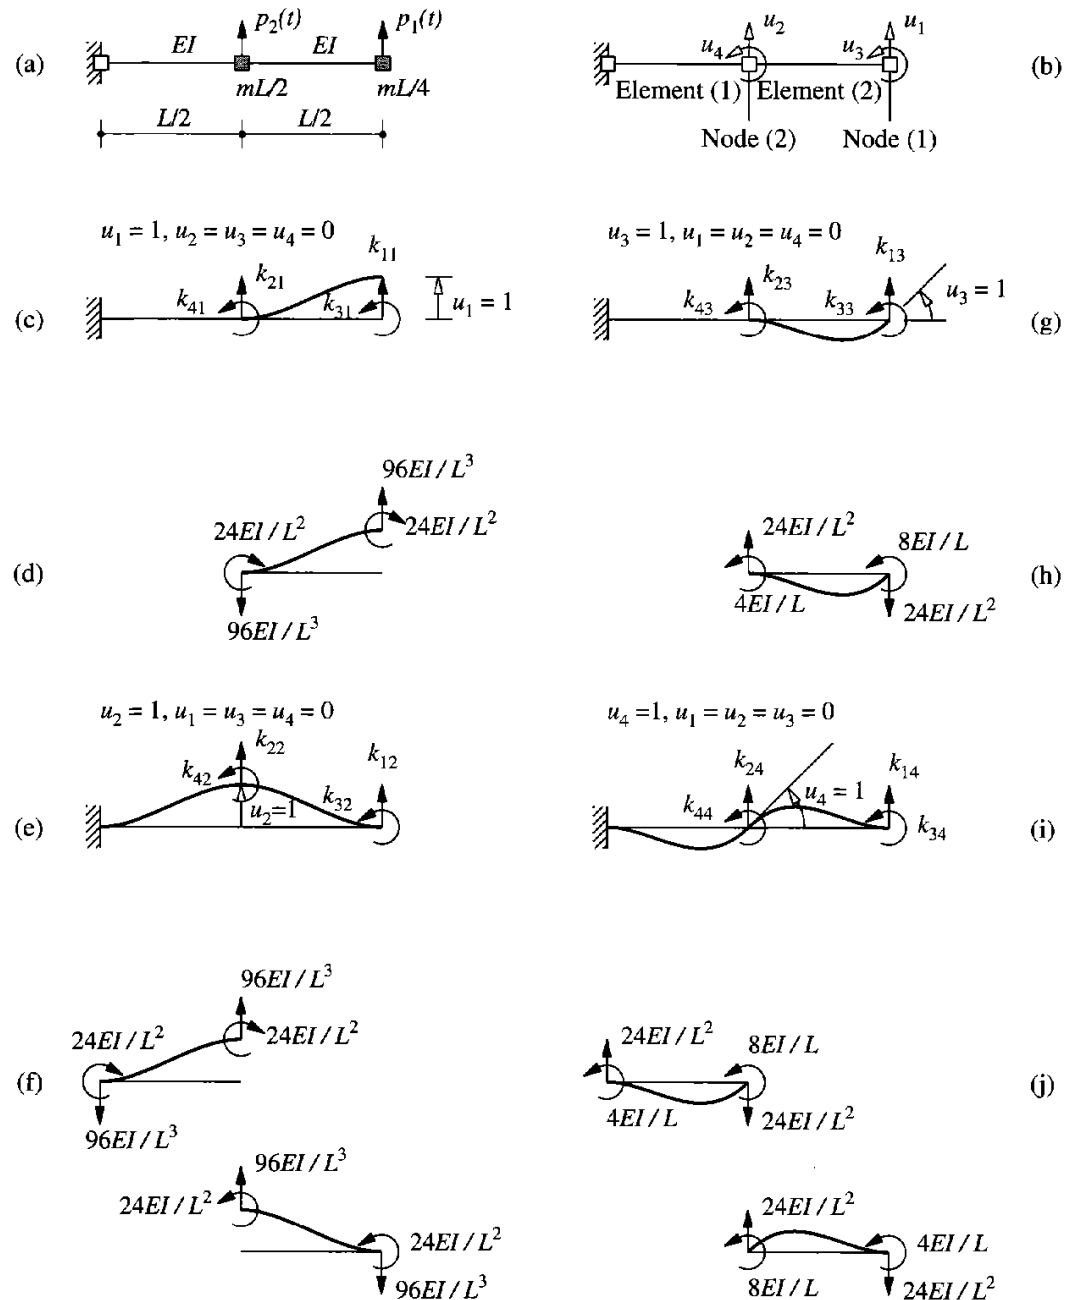 (a)
EI
p₂(t)
EI
p₁(t)
mL/2
mL/4
L/2
L/2
u₂
u₁
u₄
u₃
(b)
Element (1)
Element (2)
Node (2)
Node (1)
u₁ = 1, u₂ = u₃ = u₄ = 0
k₁₁
k₂₁
k₄₁
k₃₁
u₁ = 1
(c)
u₃ = 1, u₁ = u₂ = u₄ = 0
k₁₃
k₂₃
k₄₃
k₃₃
u₃ = 1
(g)
96EI / L³
24EI / L²
24EI / L²
(d)
96EI / L³
24EI / L²
8EI / L
(h)
4EI / L
24EI / L²
u₂ = 1, u₁ = u₃ = u₄ = 0
k₂₂
k₁₂
k₄₂
k₃₂
u₂=1
(e)
u₄ =1, u₁ = u₂ = u₃ = 0
k₂₄
k₁₄
k₄₄
u₄ = 1
k₃₄
(i)
96EI / L³
24EI / L²
24EI / L²
(f)
96EI / L³
96EI / L³
24EI / L²
24EI / L²
96EI / L³
24EI / L²
8EI / L
(j)
4EI / L
24EI / L²
24EI / L²
4EI / L
8EI / L
24EI / L²